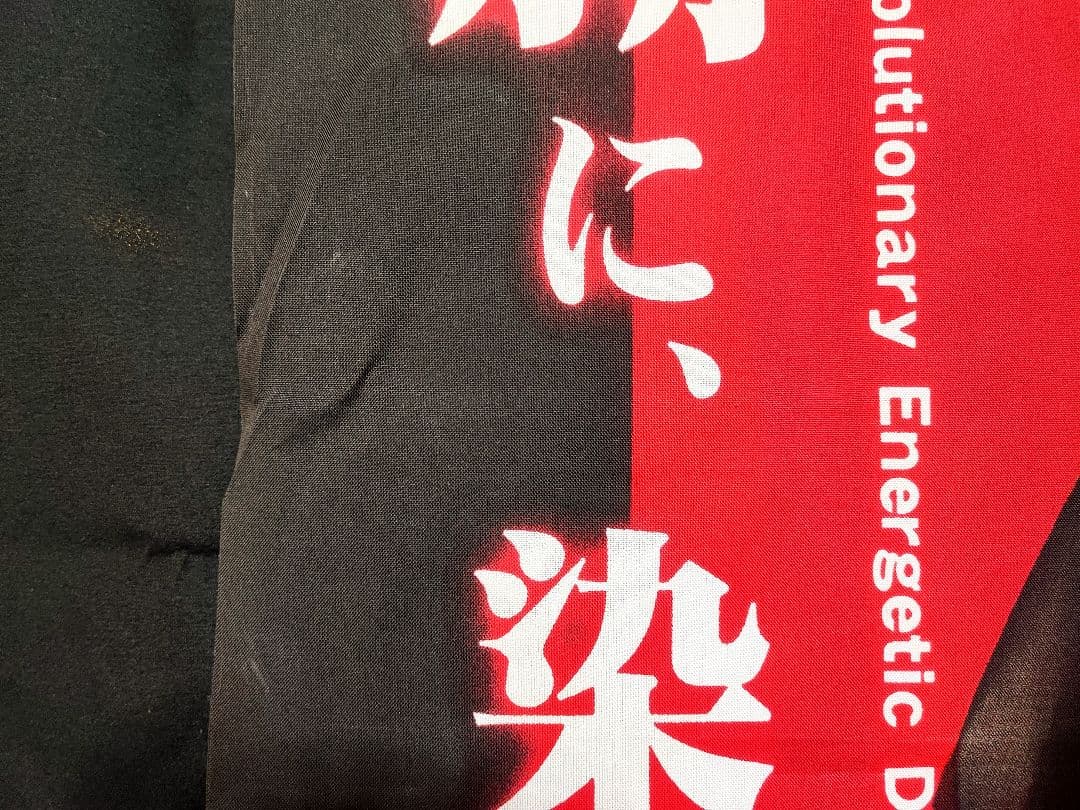 に、染
olutionary Energetic D